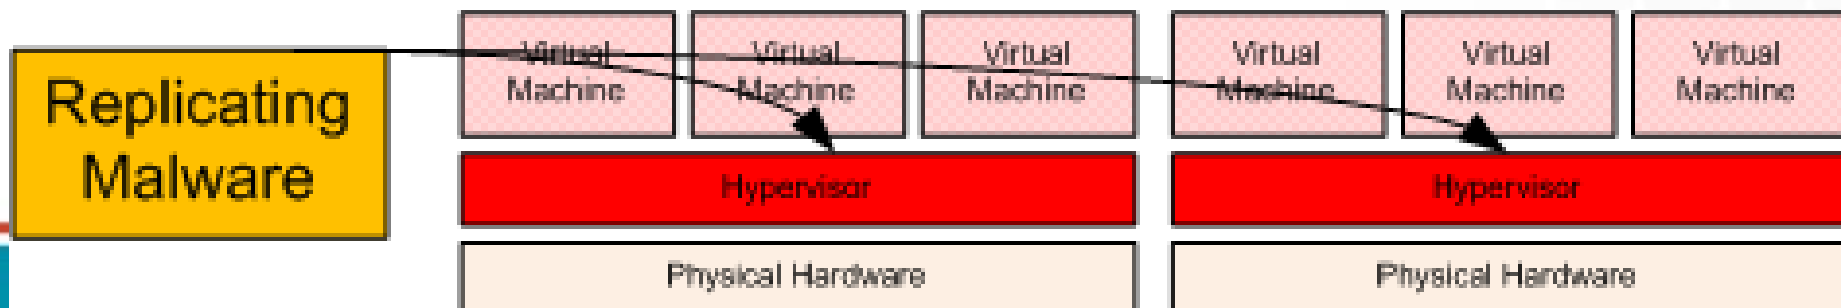 Replicating
Malware
Virtual
Machine
Virtual
Machine
Virtual
Machine
Virtual
Machine
Virtual
Machine
Virtual
Machine
Hypervisor
Hypervisor
Physical Hardware
Physical Hardware